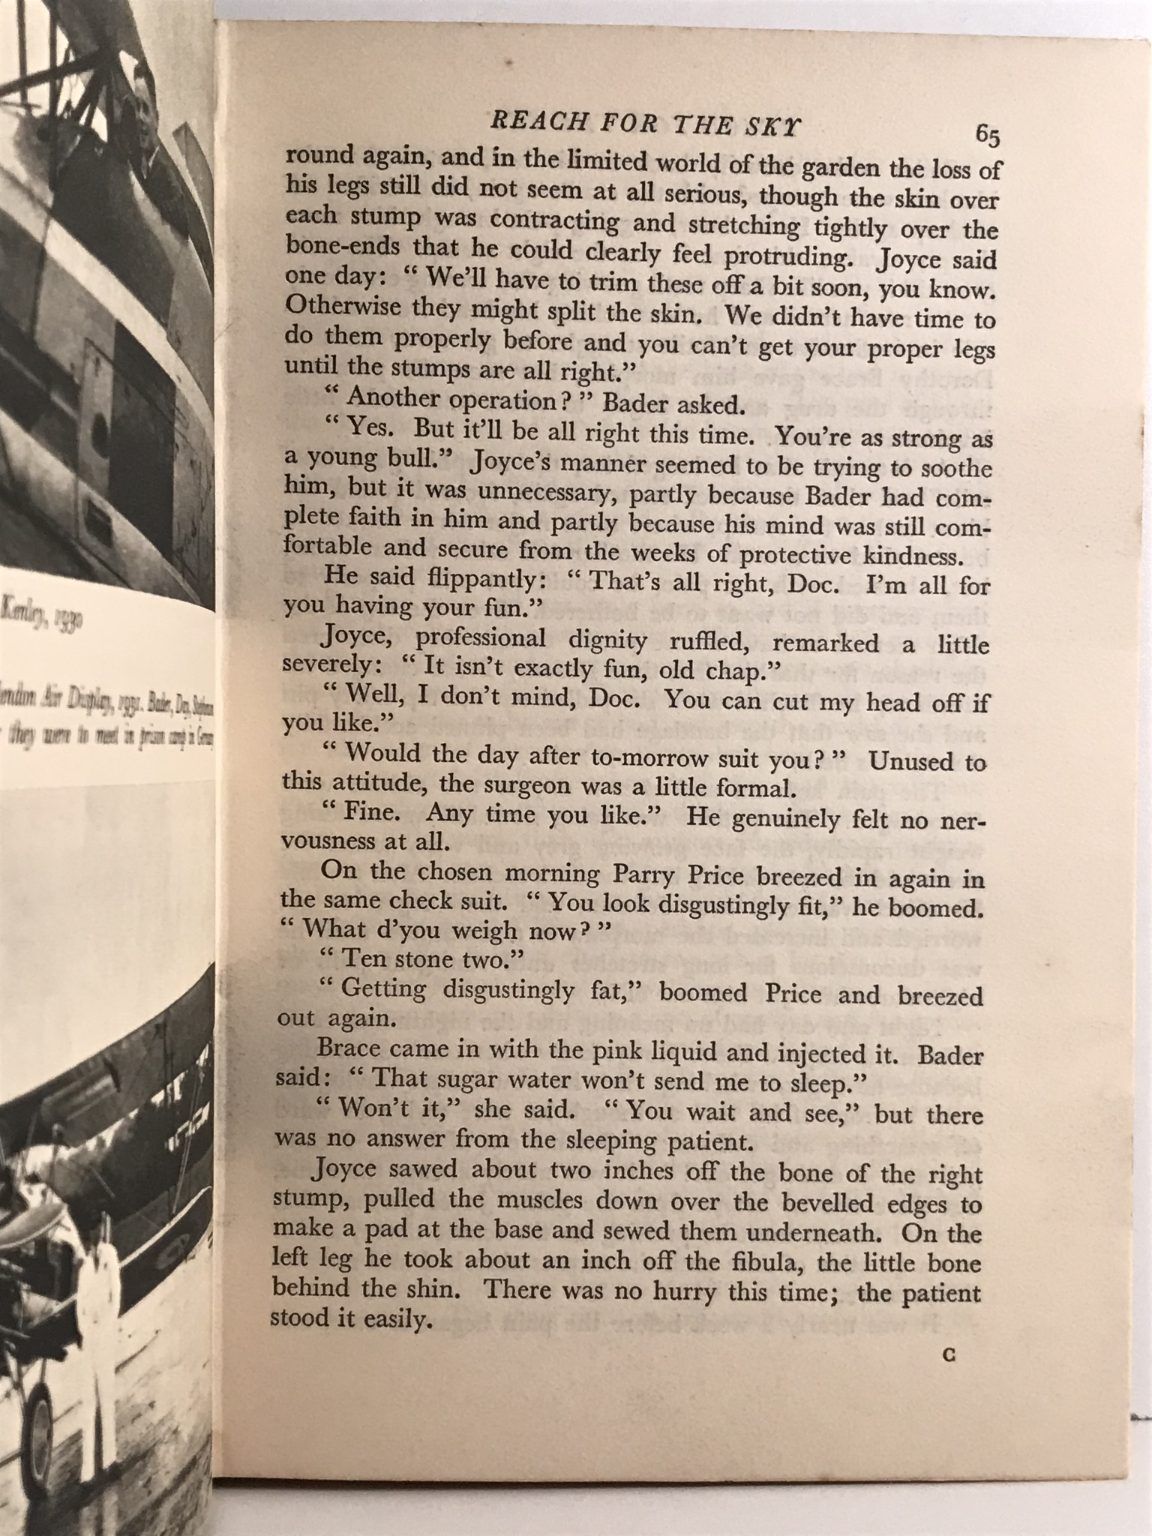 Kenley, 1930
London Air Display, 1931. Bader, Day,
they were to meet in prison camp in
REACH FOR THE SKY 65
round again, and in the limited world of the garden the loss of
his legs still did not seem at all serious, though the skin over
each stump was contracting and stretching tightly over the
bone-ends that he could clearly feel protruding. Joyce said
one day: “ We’ll have to trim these off a bit soon, you know.
Otherwise they might split the skin. We didn’t have time to
do them properly before and you can’t get your proper legs
until the stumps are all right.”
“ Another operation? ” Bader asked.
“ Yes. But it’ll be all right this time. You’re as strong as
a young bull.” Joyce’s manner seemed to be trying to soothe
him, but it was unnecessary, partly because Bader had com-
plete faith in him and partly because his mind was still com-
fortable and secure from the weeks of protective kindness.
He said flippantly: “ That’s all right, Doc. I’m all for
you having your fun.”
Joyce, professional dignity ruffled, remarked a little
severely: “ It isn’t exactly fun, old chap.”
“ Well, I don’t mind, Doc. You can cut my head off if
you like.”
“ Would the day after to-morrow suit you? ” Unused to
this attitude, the surgeon was a little formal.
“ Fine. Any time you like.” He genuinely felt no ner-
vousness at all.
On the chosen morning Parry Price breezed in again in
the same check suit. “ You look disgustingly fit,” he boomed.
“ What d’you weigh now? ”
“ Ten stone two.”
“ Getting disgustingly fat,” boomed Price and breezed
out again.
Brace came in with the pink liquid and injected it. Bader
said: “ That sugar water won’t send me to sleep.”
“ Won’t it,” she said. “ You wait and see,” but there
was no answer from the sleeping patient.
Joyce sawed about two inches off the bone of the right
stump, pulled the muscles down over the bevelled edges to
make a pad at the base and sewed them underneath. On the
left leg he took about an inch off the fibula, the little bone
behind the shin. There was no hurry this time; the patient
stood it easily.
C